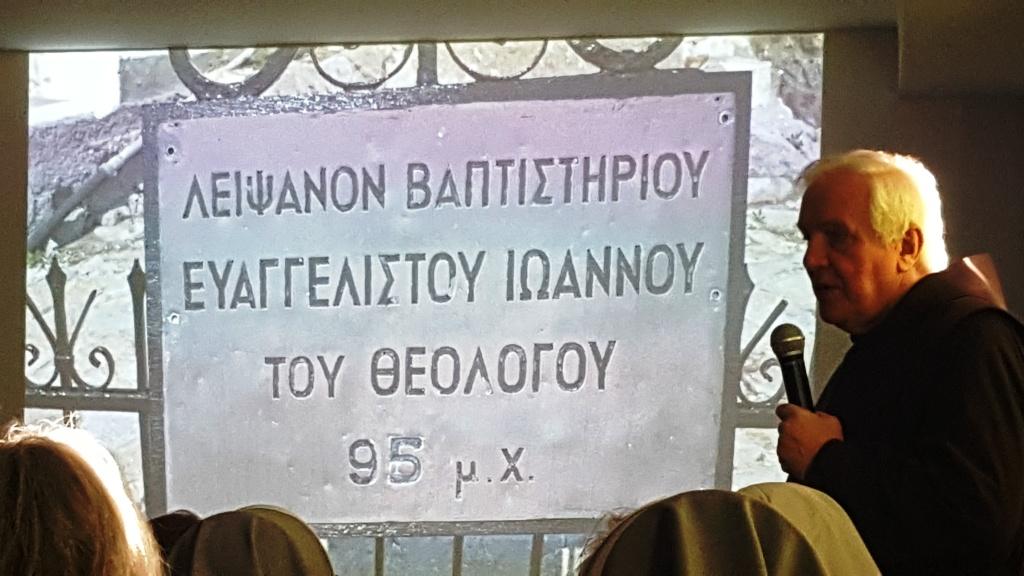 ΛΕΙΨΑΝΟΝ ΒΑΠΤΙΣΤΗΡΙΟΥ
ΕΥΑΓΓΕΛΙΣΤΟΥ ΙΩΑΝΝΟΥ
ΤΟΥ ΘΕΟΛΟΓΟΥ
95 μ.Χ.